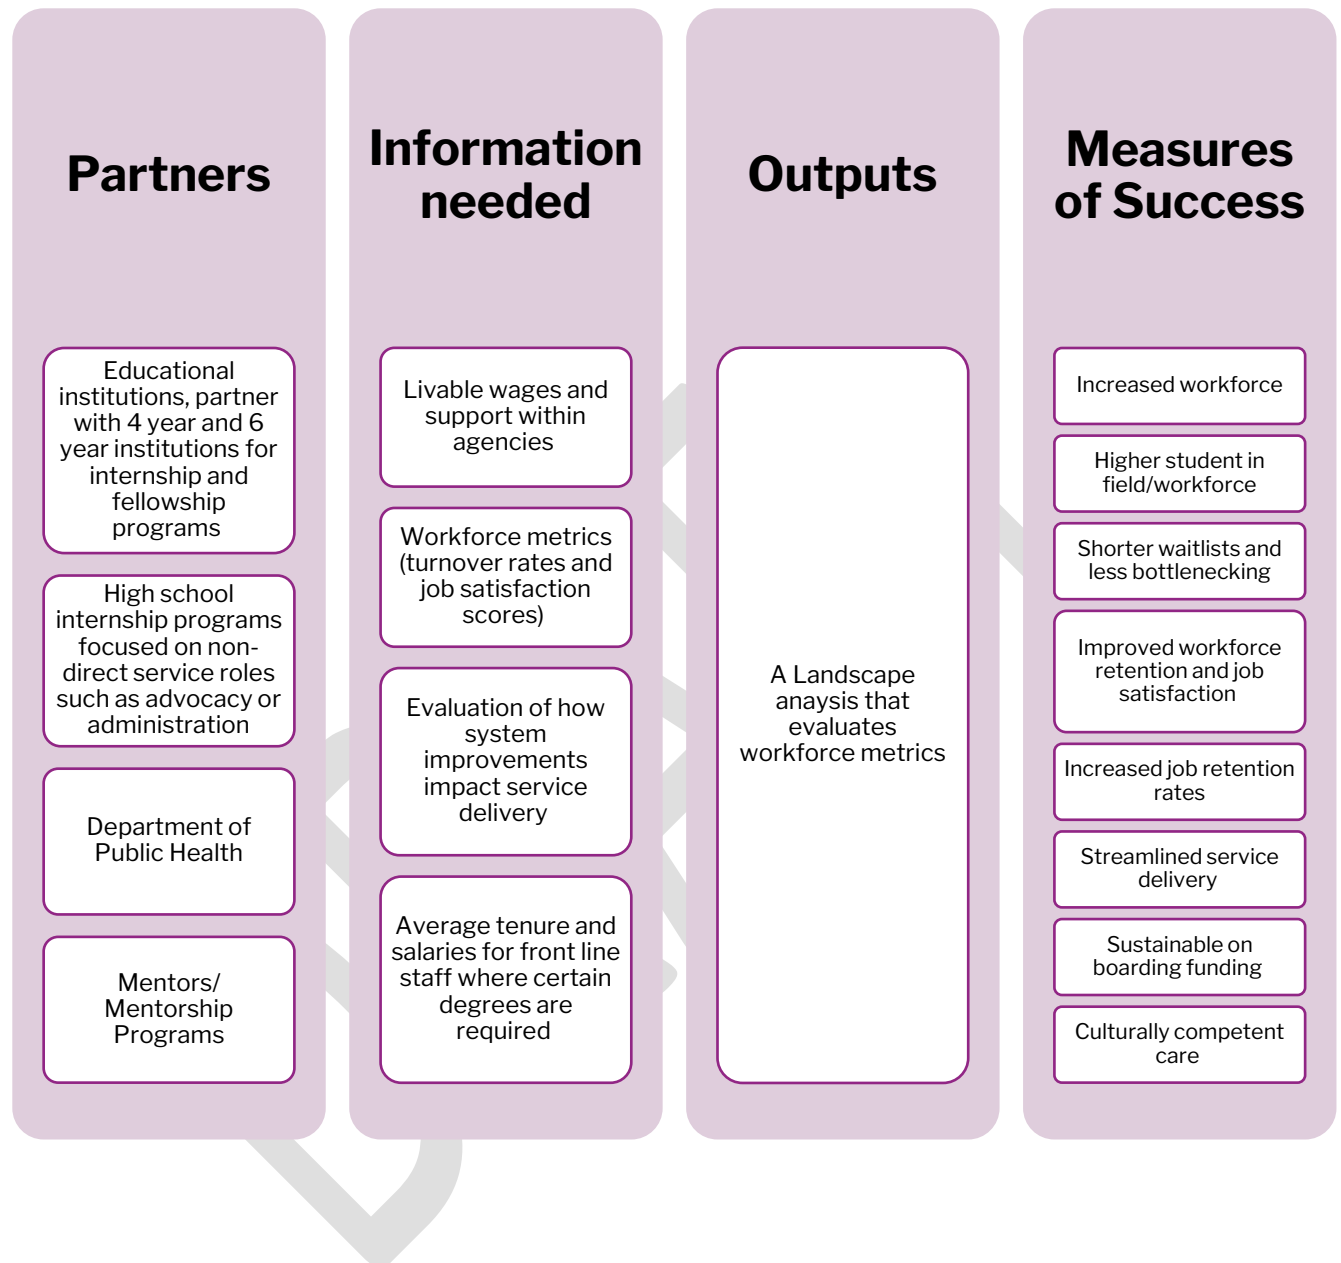 Partners
Educational
institutions, partner
with 4 year and 6
year institutions for
internship and
fellowship
programs
High school
internship programs
focused on non-
direct service roles
such as advocacy or
administration
Department of
Public Health
Mentors/
Mentorship
Programs
Information
needed
Livable wages and
support within
agencies
Workforce metrics
(turnover rates and
job satisfaction
scores)
Evaluation of how
system
improvements
impact service
delivery
Average tenure and
salaries for front line
staff where certain
degrees are
required
Outputs
A Landscape
anaysis that
evaluates
workforce metrics
Measures
of Success
Increased workforce
Higher student in
field/workforce
Shorter waitlists and
less bottlenecking
Improved workforce
retention and job
satisfaction
Increased job retention
rates
Streamlined service
delivery
Sustainable on
boarding funding
Culturally competent
care